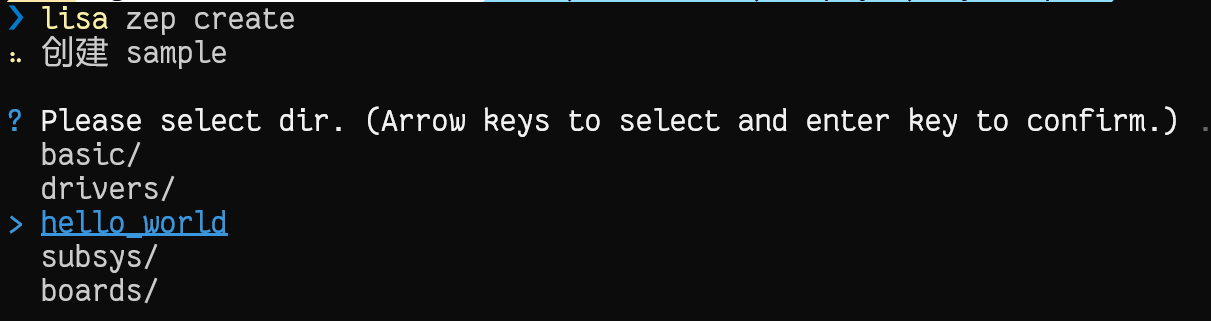 ❯ lisa zep create
⠦ 创建 sample
? Please select dir. (Arrow keys to select and enter key to confirm.) .
basic/
drivers/
> hello_world
subsys/
boards/